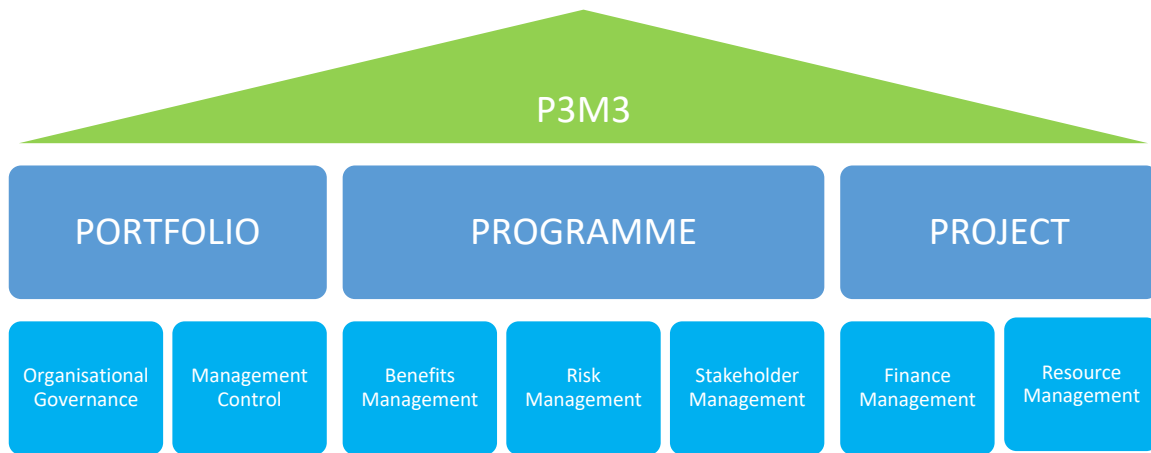 P3M3
PORTFOLIO
PROGRAMME
PROJECT
Organisational
Governance
Management
Control
Benefits
Management
Risk
Management
Stakeholder
Management
Finance
Management
Resource
Management